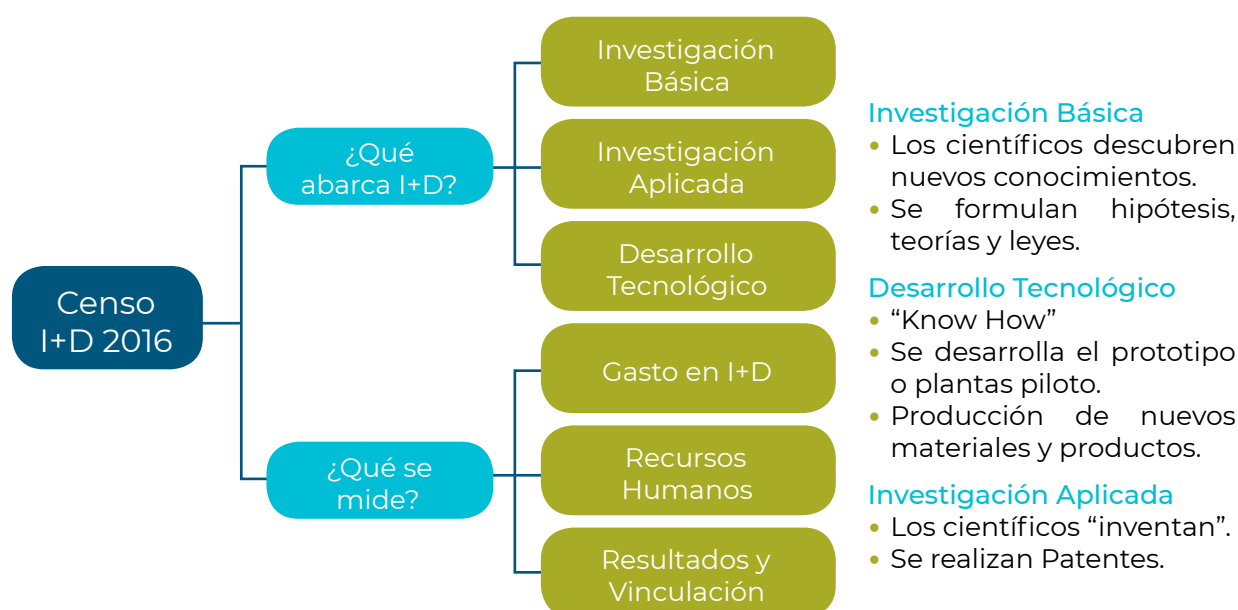 Censo
I+D 2016
¿Qué
abarca I+D?
Investigación
Básica
Investigación
Aplicada
Desarrollo
Tecnológico
¿Qué se
mide?
Gasto en I+D
Recursos
Humanos
Resultados y
Vinculación
Investigación Básica
• Los científicos descubren
nuevos conocimientos.
• Se formulan hipótesis,
teorías y leyes.
Desarrollo Tecnológico
• “Know How”
• Se desarrolla el prototipo
o plantas piloto.
• Producción de nuevos
materiales y productos.
Investigación Aplicada
• Los científicos “inventan”.
• Se realizan Patentes.